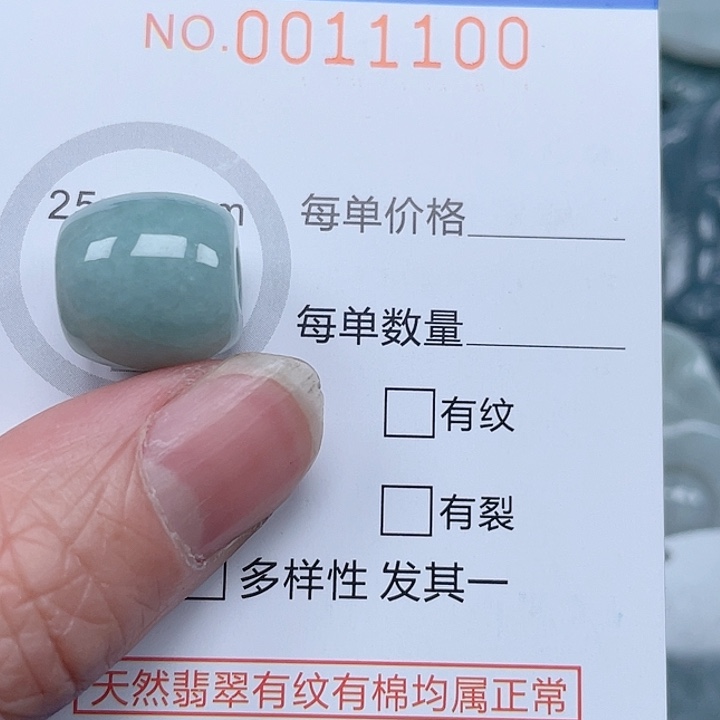 NO.0011100
每单价格
每单数量
有纹
有裂
多样性 发其一
天然翡翠有纹有棉均属正常